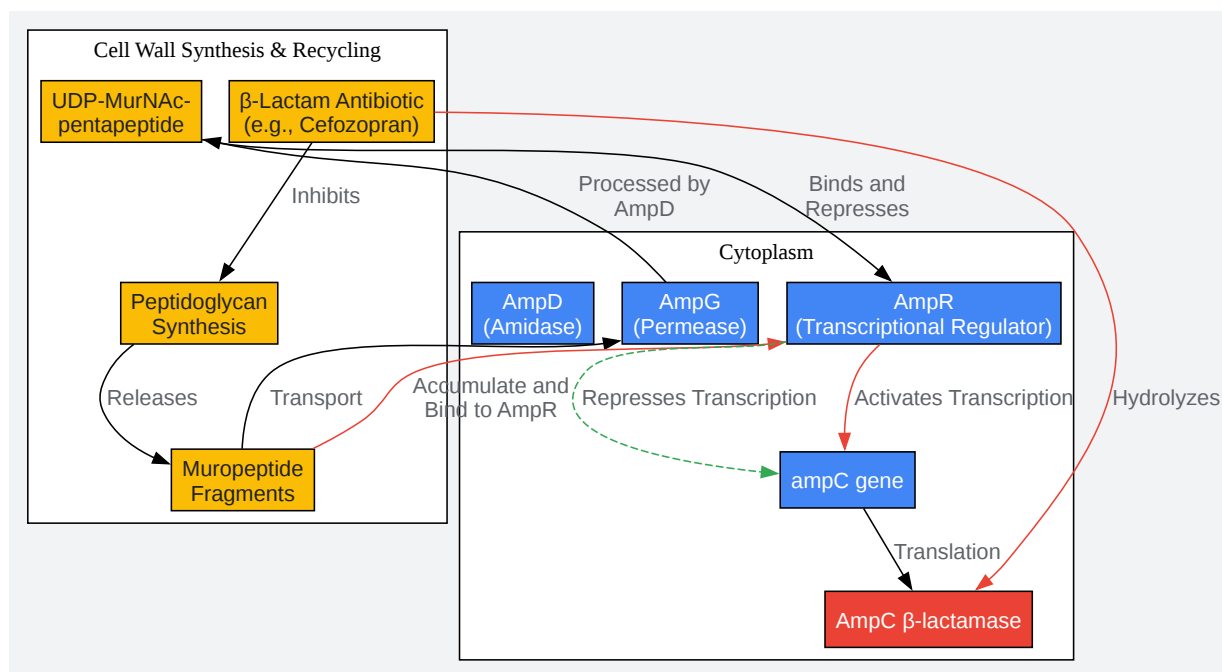 Cell Wall Synthesis & Recycling
UDP-MurNAc-
pentapeptide
β-Lactam Antibiotic
(e.g., Cefozopran)
Inhibits
Processed by
AmpD
Binds and
Represses
Cytoplasm
Peptidoglycan
Synthesis
AmpD
(Amidase)
AmpG
(Permease)
AmpR
(Transcriptional Regulator)
Releases
Transport
Accumulate and
Bind to AmpR
Represses Transcription
Activates Transcription
Hydrolyzes
Muropeptide
Fragments
ampC gene
Translation
AmpC β-lactamase